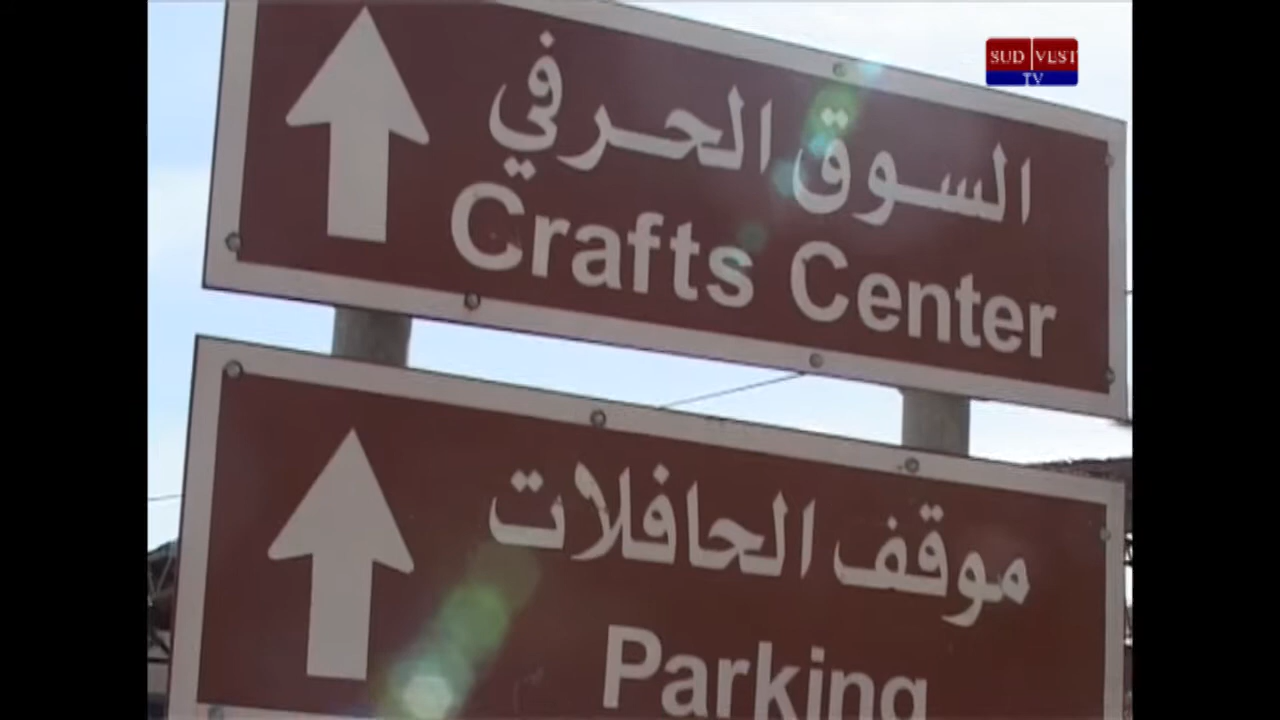 SUD VEST
TV
السوق الحرفي
Crafts Center
موقف الحافلات
Parking